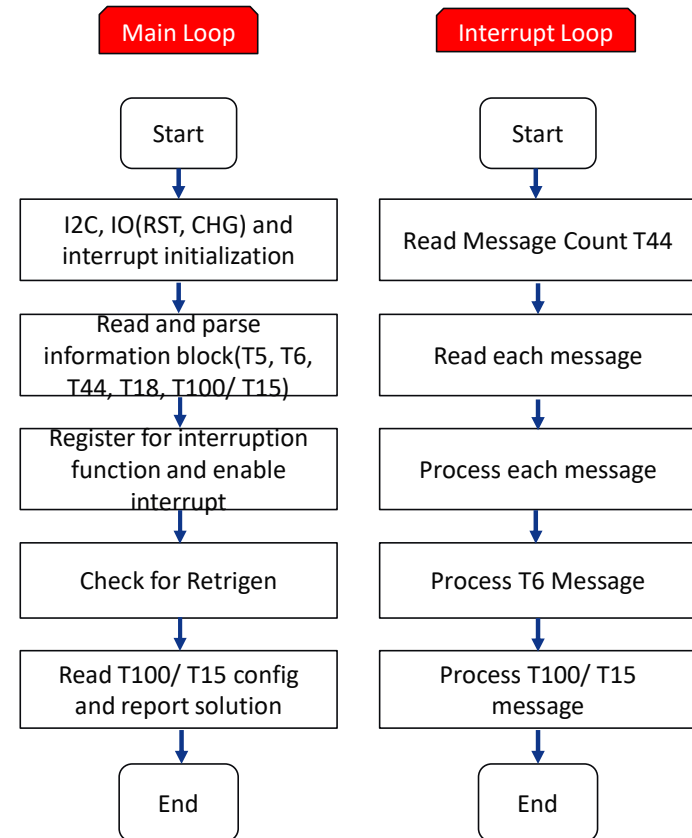 Main Loop
Start
I2C, IO(RST, CHG) and
interrupt initialization
Read and parse
information block(T5, T6,
T44, T18, T100/ T15)
Register for interruption
function and enable
interrupt
Check for Retrigen
Read T100/ T15 config
and report solution
End
Interrupt Loop
Start
Read Message Count T44
Read each message
Process each message
Process T6 Message
Process T100/ T15
message
End